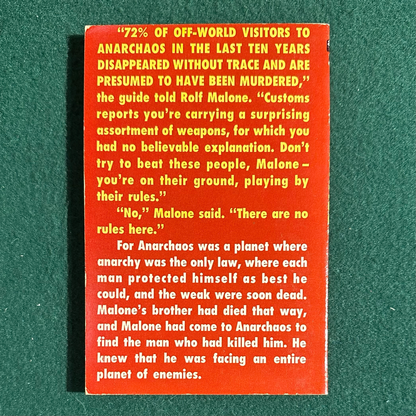 “72% OF OFF-WORLD VISITORS TO
ANARCHAOS IN THE LAST TEN YEARS
DISAPPEARED WITHOUT TRACE AND ARE
PRESUMED TO HAVE BEEN MURDERED,”
the guide told Rolf Malone. “Customs
reports you’re carrying a surprising
assortment of weapons, for which you
had no believable explanation. Don’t
try to beat these people, Malone –
you’re on their ground, playing by
their rules.”
“No,” Malone said. “There are no
rules here.”
For Anarchaos was a planet where
anarchy was the only law, where each
man protected himself as best he
could, and the weak were soon dead.
Malone’s brother had died that way,
and Malone had come to Anarchaos to
find the man who had killed him. He
knew that he was facing an entire
planet of enemies.